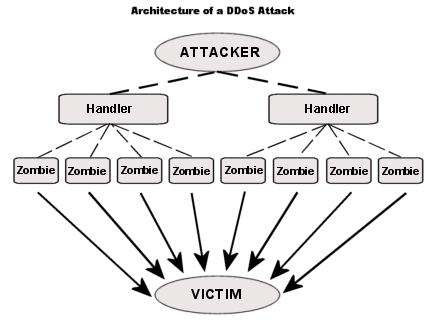 Architecture of a DDoS Attack
ATTACKER
Handler Handler
Zombie Zombie Zombie Zombie Zombie Zombie Zombie Zombie
VICTIM